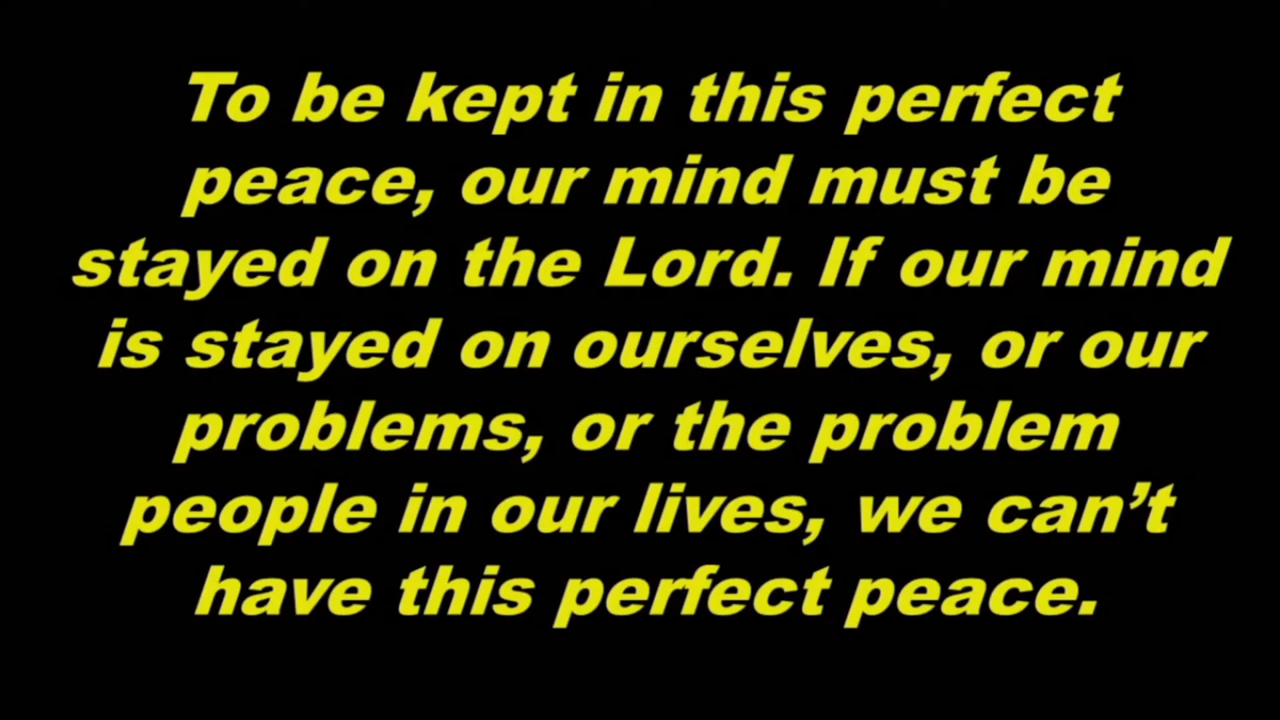 To be kept in this perfect
peace, our mind must be
stayed on the Lord. If our mind
is stayed on ourselves, or our
problems, or the problem
people in our lives, we can’t
have this perfect peace.